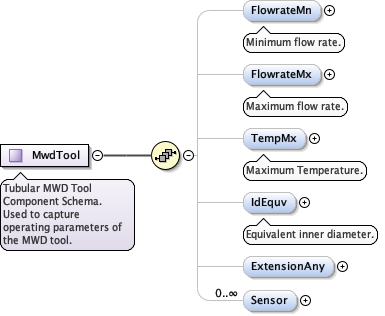 FlowrateMn
Minimum flow rate.
FlowrateMx
Maximum flow rate.
TempMx
Maximum Temperature.
MwdTool
Tubular MWD Tool
Component Schema.
Used to capture
operating parameters of
the MWD tool.
IdEquv
Equivalent inner diameter.
ExtensionAny
0..∞
Sensor